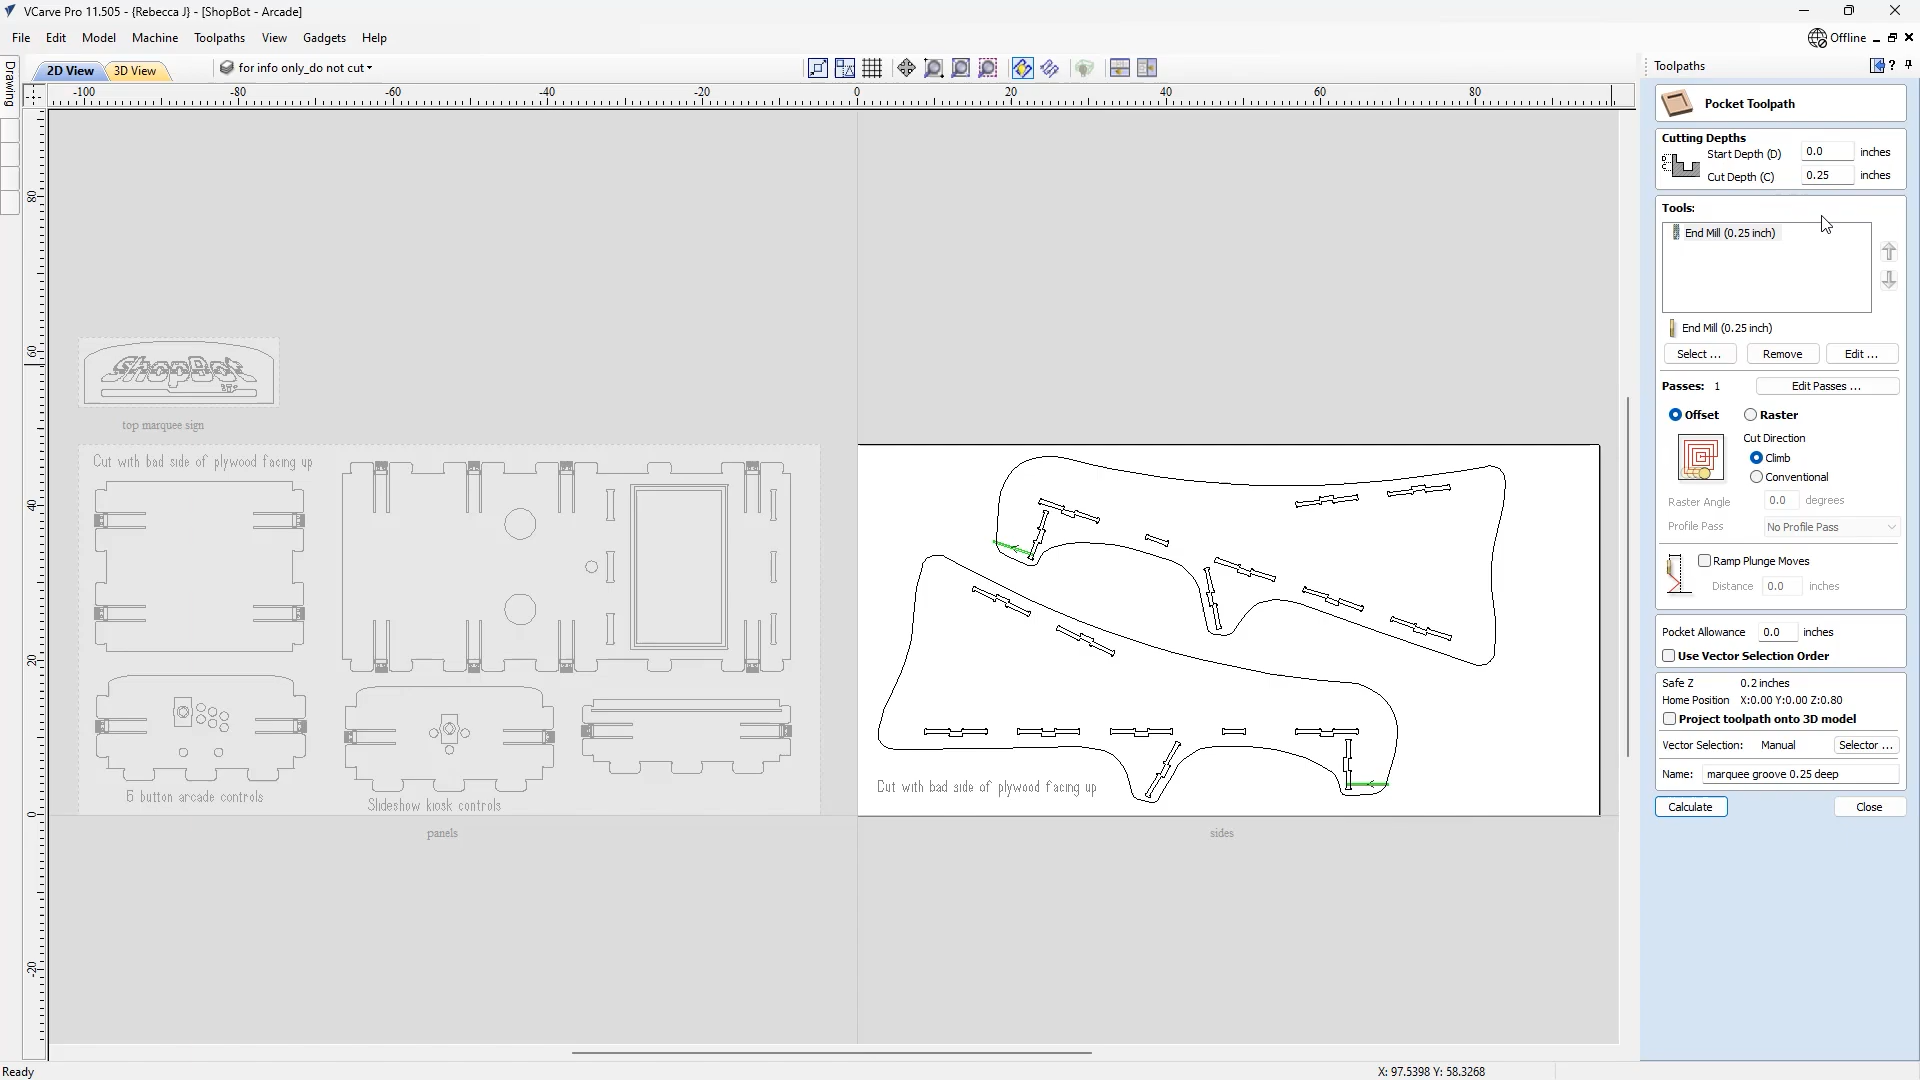 VCarve Pro 11.505 - {Rebecca J} - [ShopBot - Arcade]
File Edit Model Machine Toolpaths View Gadgets Help
Offline
Drawing
2D View 3D View
for info only_do not cut
Toolpaths
-100 -80 -60 -40 -20 0 20 40 60 80
80
60
40
20
0
-20
ShopBot
top marquee sign
Cut with bad side of plywood facing up
6 button arcade controls
Slideshow kiosk controls
panels
Cut with bad side of plywood facing up
sides
Pocket Toolpath
Cutting Depths
Start Depth (D) 0.0 inches
Cut Depth (C) 0.25 inches
Tools:
End Mill (0.25 inch)
End Mill (0.25 inch)
Select ... Remove Edit ...
Passes: 1 Edit Passes ...
Offset Raster
Cut Direction
Climb
Conventional
Raster Angle 0.0 degrees
Profile Pass No Profile Pass
Ramp Plunge Moves
Distance 0.0 inches
Pocket Allowance 0.0 inches
Use Vector Selection Order
Safe Z 0.2 inches
Home Position X:0.00 Y:0.00 Z:0.80
Project toolpath onto 3D model
Vector Selection: Manual Selector ...
Name: marquee groove 0.25 deep
Calculate Close
Ready
X: 97.5398 Y: 58.3268